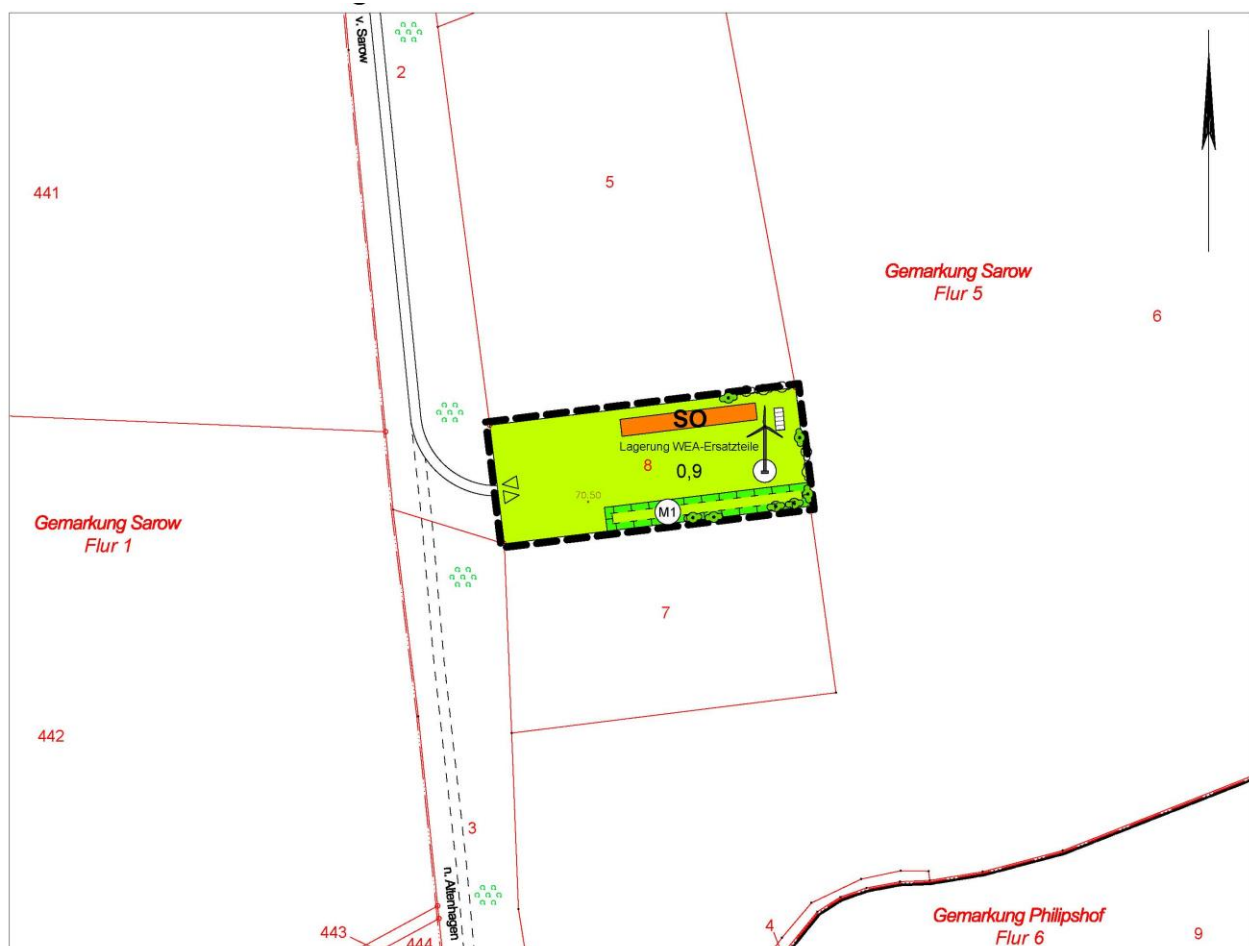 v. Sarow
2
441
5
Gemarkung Sarow
Flur 5
6
SO
Lagerung WEA-Ersatzteile
8
0,9
70,50
M1
Gemarkung Sarow
Flur 1
7
442
3
n. Altenhagen
443
444
4
Gemarkung Philipshof
Flur 6
9